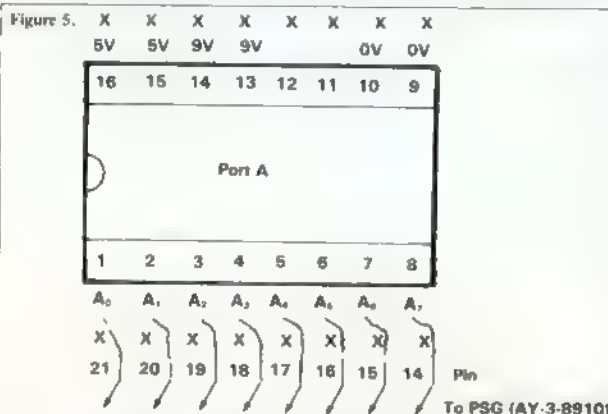 Figure 5. X X X X X X X X
5V 5V 9V 9V 0V 0V
16 15 14 13 12 11 10 9
Port A
1 2 3 4 5 6 7 8
A₀ A₁ A₂ A₃ A₄ A₅ A₆ A₇
X X X X X X X X
21 20 19 18 17 16 15 14 Pin
To PSG (AY-3-8910)